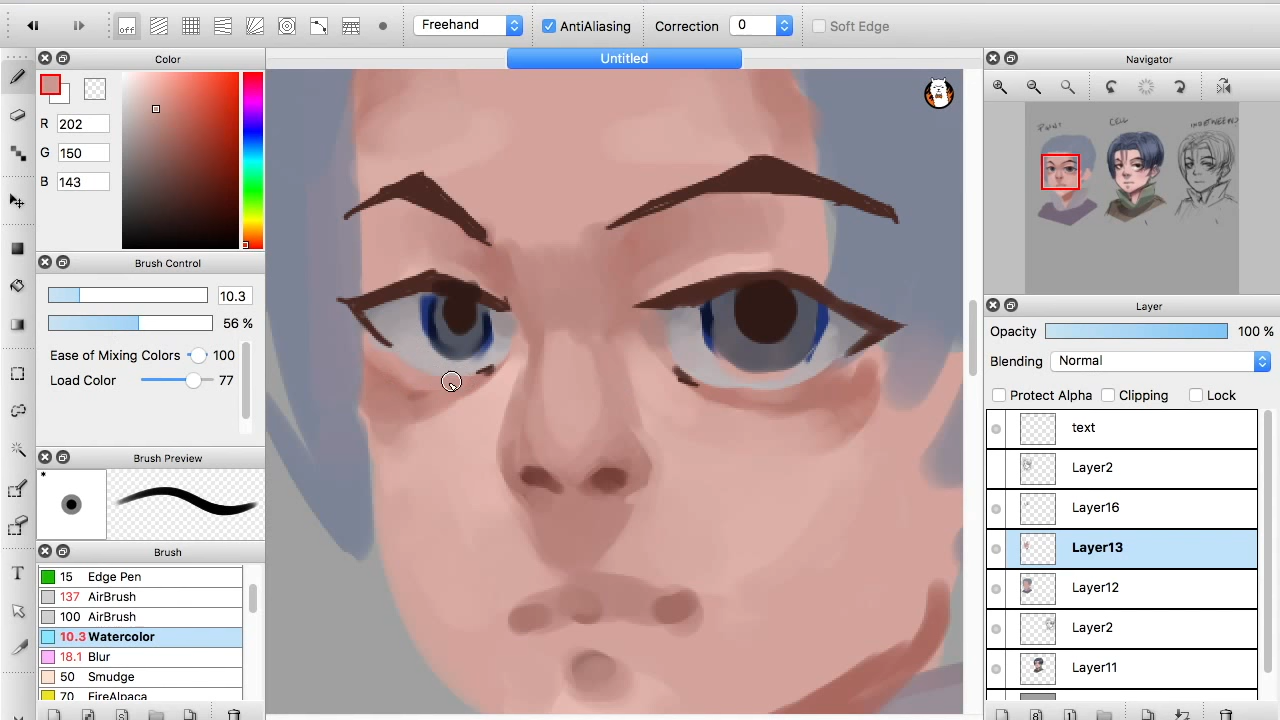 off
Freehand
AntiAliasing
Correction
0
Soft Edge
Color
Untitled
Navigator
R 202
G 150
B 143
CELL
Brush Control
10.3
56 %
Ease of Mixing Colors 100
Load Color 77
Layer
Opacity 100 %
Blending Normal
Protect Alpha Clipping Lock
text
Layer2
Layer16
Layer13
Layer12
Layer2
Layer11
Brush Preview
*
Brush
15 Edge Pen
137 AirBrush
100 AirBrush
10.3 Watercolor
18.1 Blur
50 Smudge
70 FireAlpaca
T